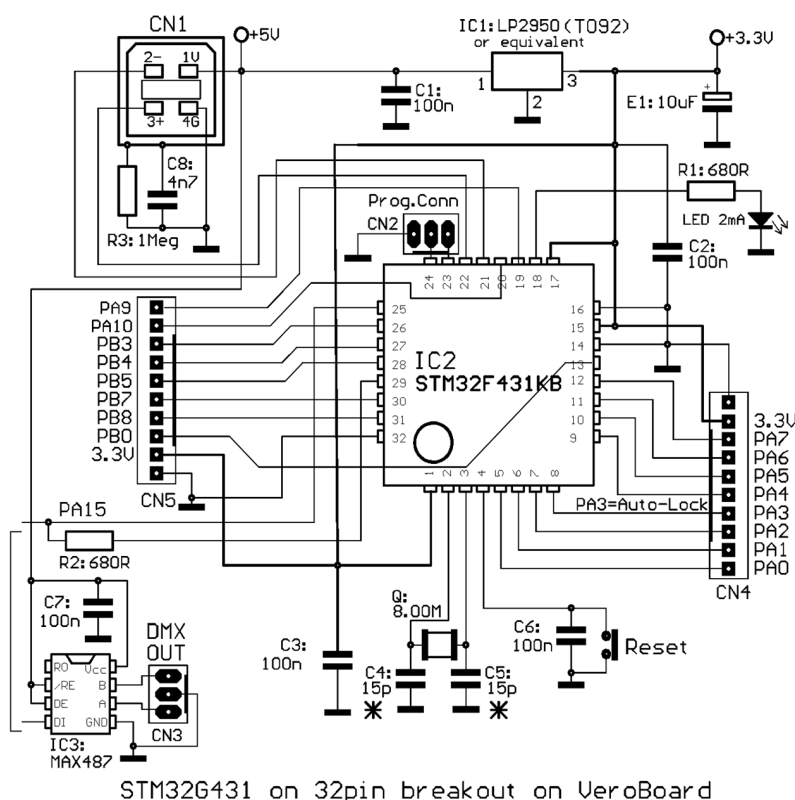 CN1
+5V
IC1:LP2950(TO92)
or equivalent
+3.3V
2-
1V
3+
4G
1
3
2
C1:
100n
E1:10uF
+
C8:
4n7
R3:1Meg
Prog.Conn
CN2
R1:680R
LED 2mA
C2:
100n
24
23
22
21
20
19
18
17
PA9
PA10
PB3
PB4
PB5
PB7
PB8
PB0
3.3V
CN5
25
26
27
28
29
30
31
32
IC2
STM32F431KB
16
15
14
13
12
11
10
9
1
2
3
4
5
6
7
8
3.3V
PA7
PA6
PA5
PA4
PA3
PA2
PA1
PA0
CN4
PA3=Auto-Lock
PA15
R2:680R
C7:
100n
DMX
OUT
RO
Vcc
/RE
B
DE
A
DI
GND
CN3
IC3:
MAX487
C3:
100n
Q:
8.00M
C4:
15p
C5:
15p
C6:
100n
Reset
STM32G431 on 32pin breakout on VeroBoard